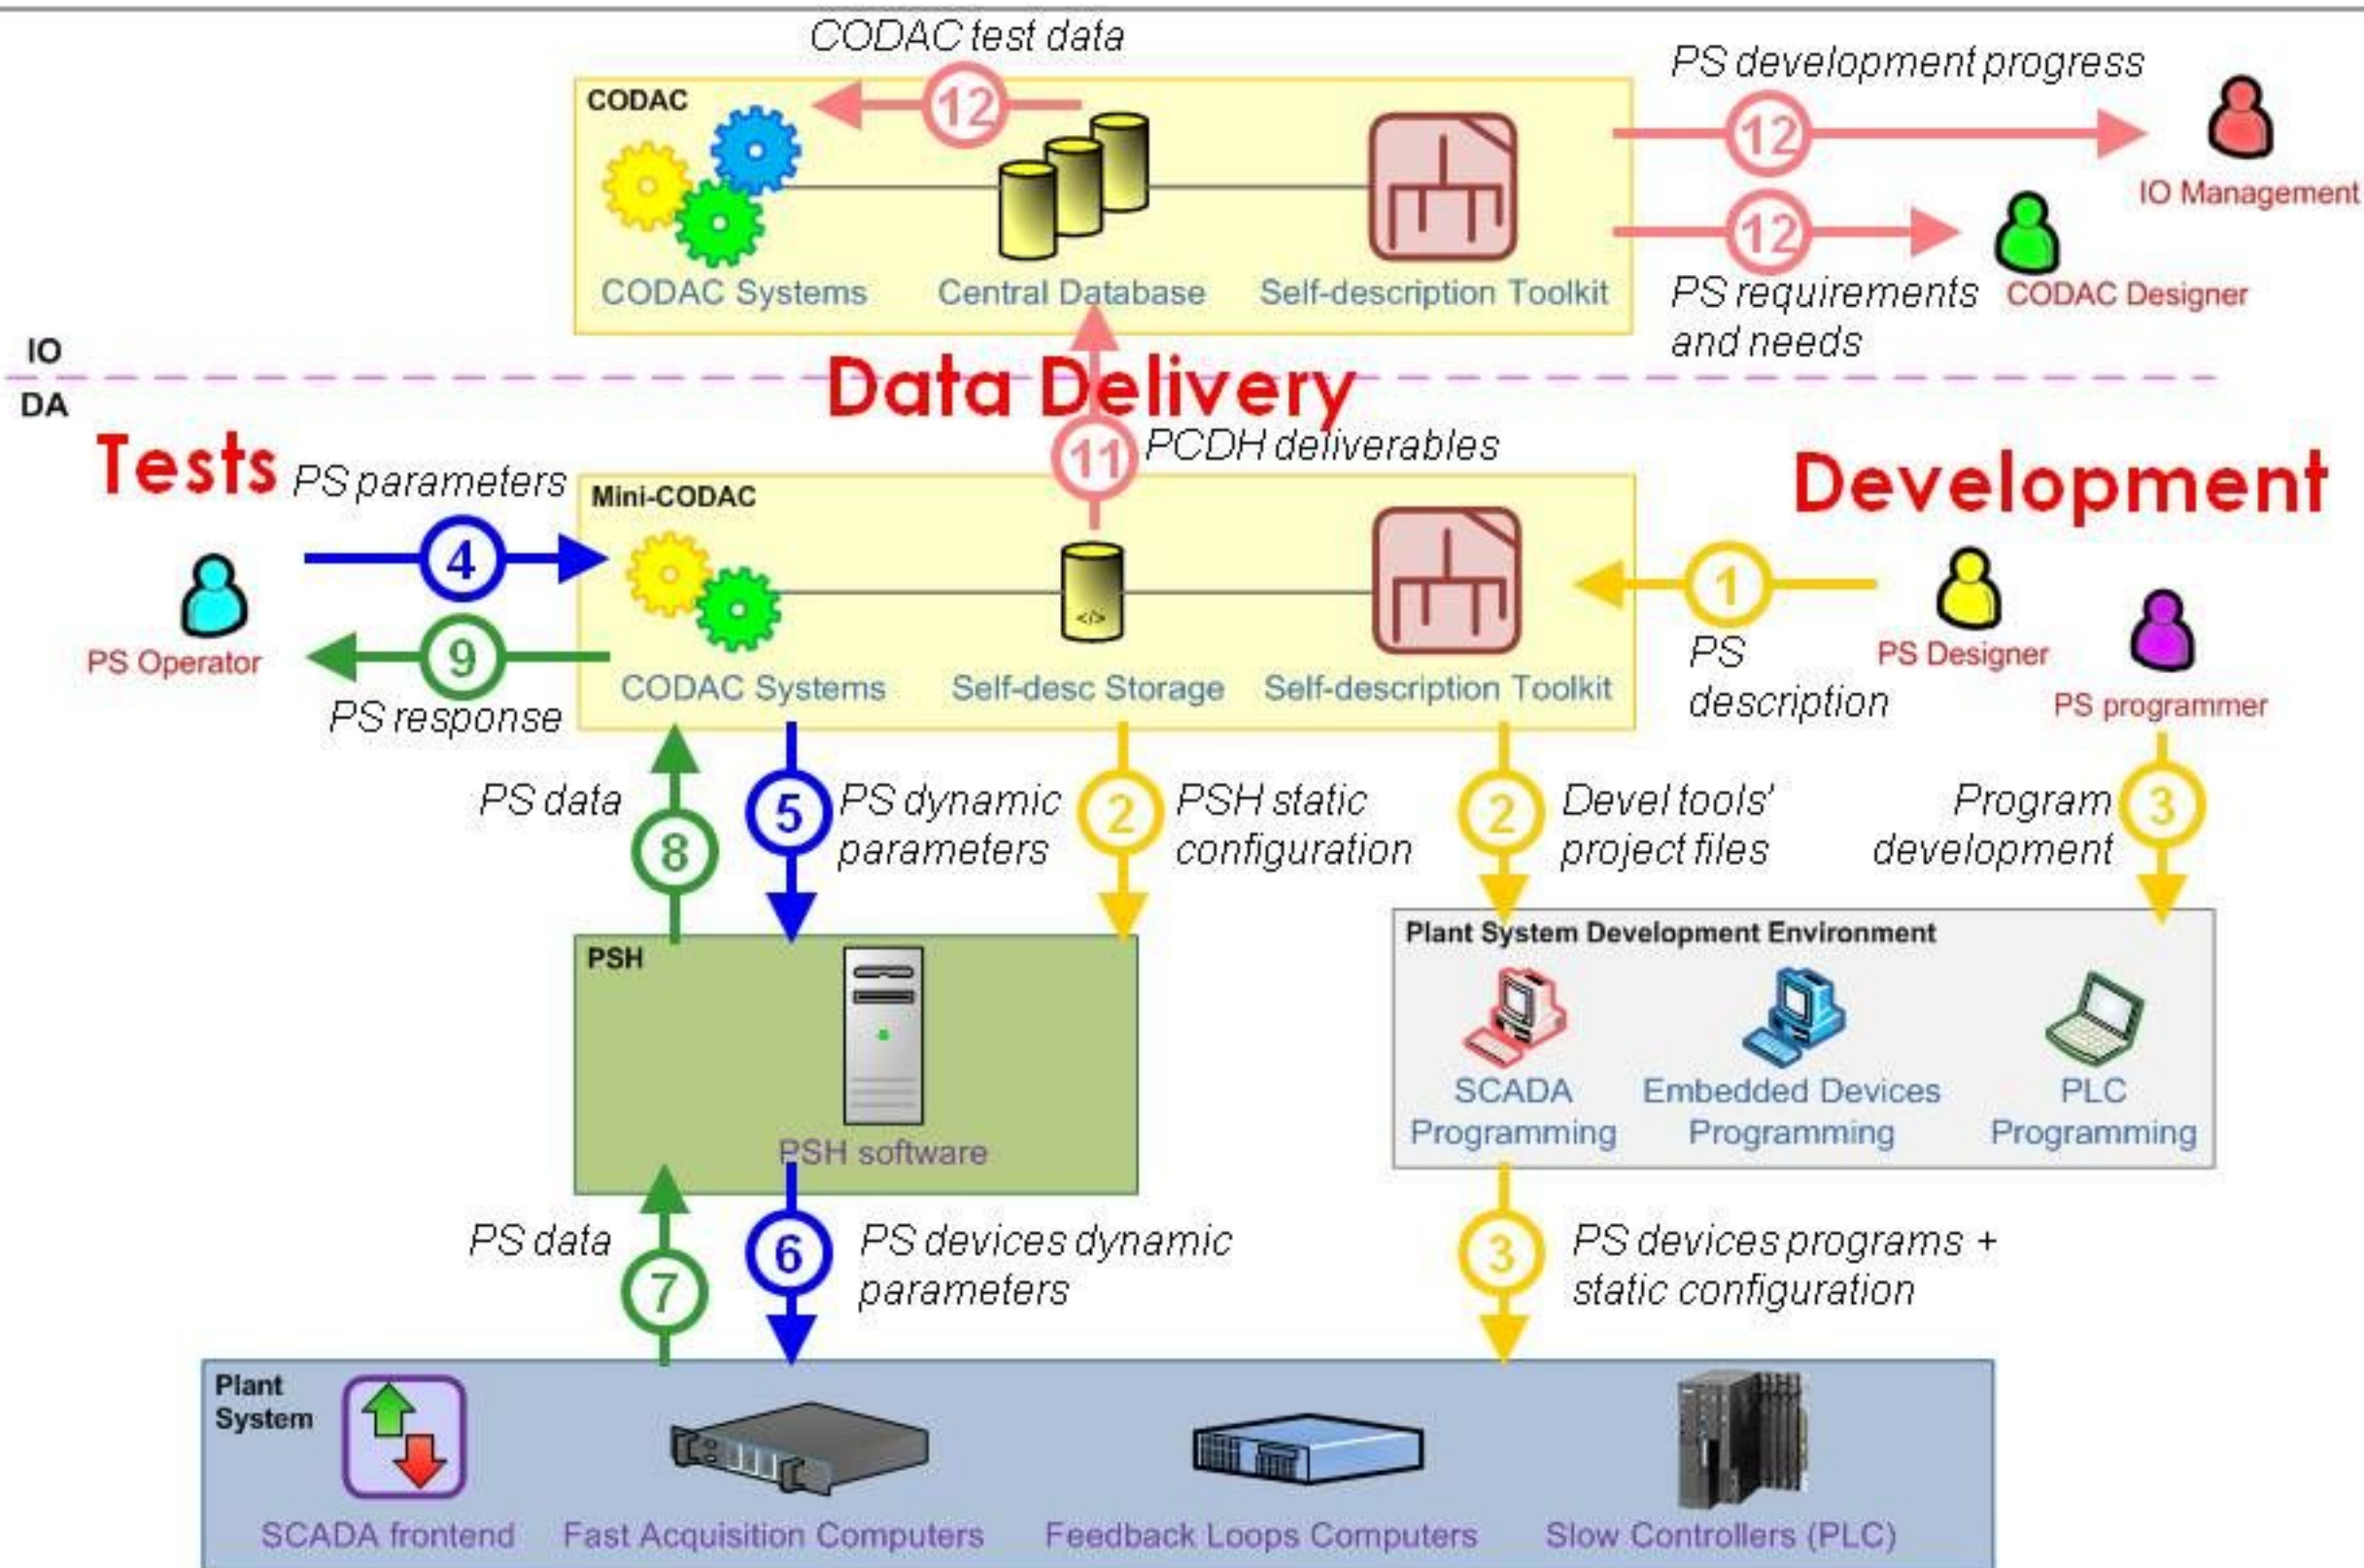 CODAC test data
12
PS development progress
CODAC
12
IO Management
12
CODAC Systems
Central Database
Self-description Toolkit
PS requirements
and needs
CODAC Designer
IO
DA
Data Delivery
11
PCDH deliverables
Tests
PS parameters
Development
Mini-CODAC
4
</>
1
PS Operator
9
PS response
PS
description
PS Designer
PS programmer
CODAC Systems
Self-desc Storage
Self-description Toolkit
PS data
8
5
PS dynamic
parameters
2
PSH static
configuration
2
Devel tools'
project files
Program
development
3
PSH
PSH software
Plant System Development Environment
SCADA
Programming
Embedded Devices
Programming
PLC
Programming
PS data
7
6
PS devices dynamic
parameters
3
PS devices programs +
static configuration
Plant
System
SCADA frontend
Fast Acquisition Computers
Feedback Loops Computers
Slow Controllers (PLC)